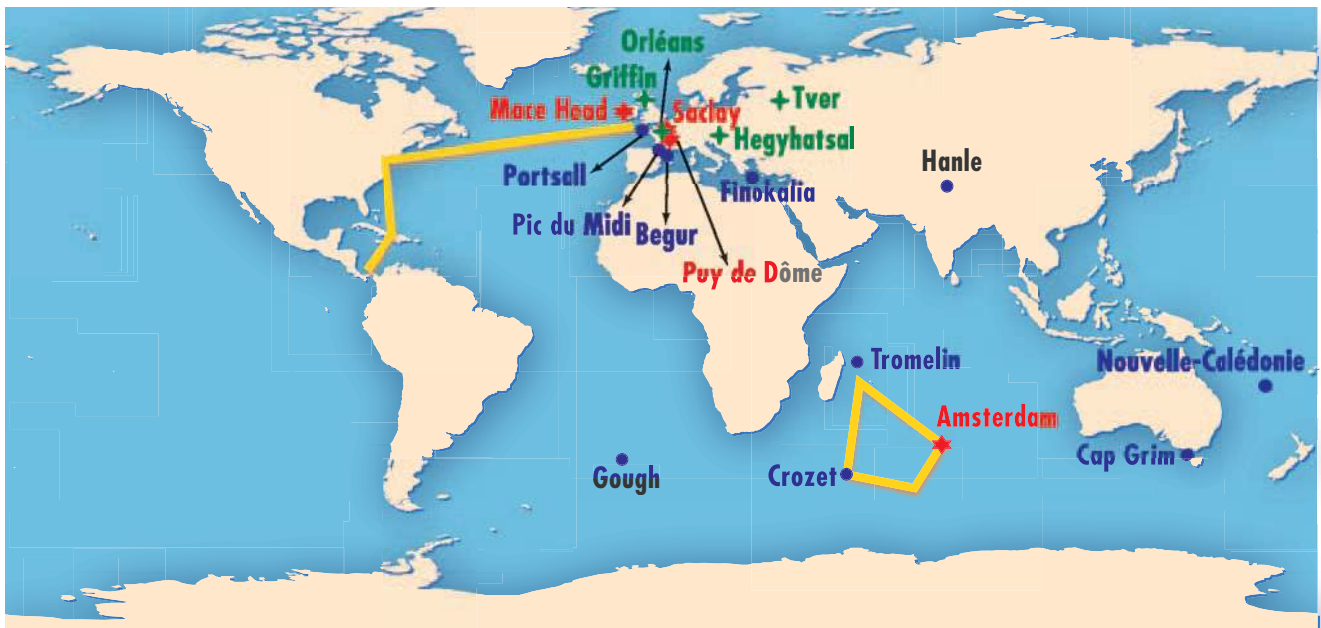 Orléans
Griffin
Mace Head
Saclay
Tver
Hegyhatsal
Hanle
Portsall
Finokalia
Pic du Midi
Begur
Puy de Dôme
Tromelin
Nouvelle-Calédonie
Amsterdam
Cap Grim
Crozet
Gough